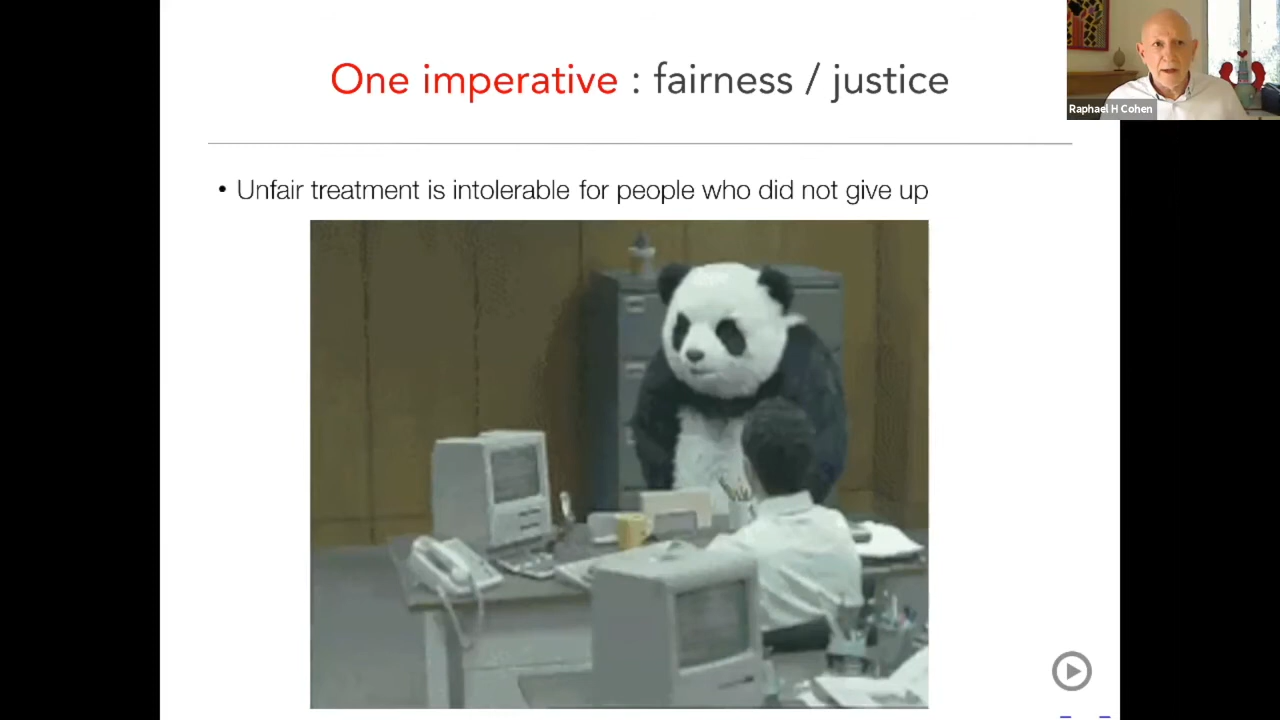 One imperative : fairness / justice
Raphael H Cohen
• Unfair treatment is intolerable for people who did not give up